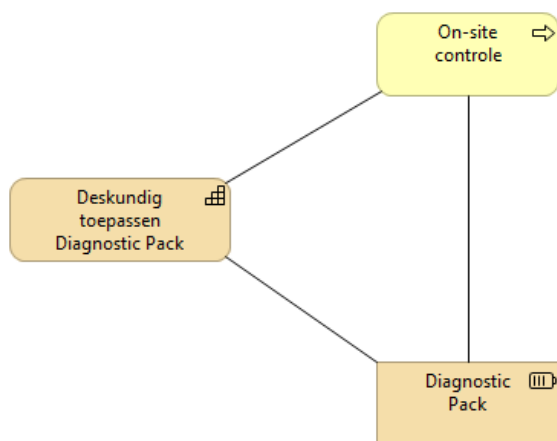 On-site
controle
Deskundig
toepassen
Diagnostic Pack
Diagnostic
Pack